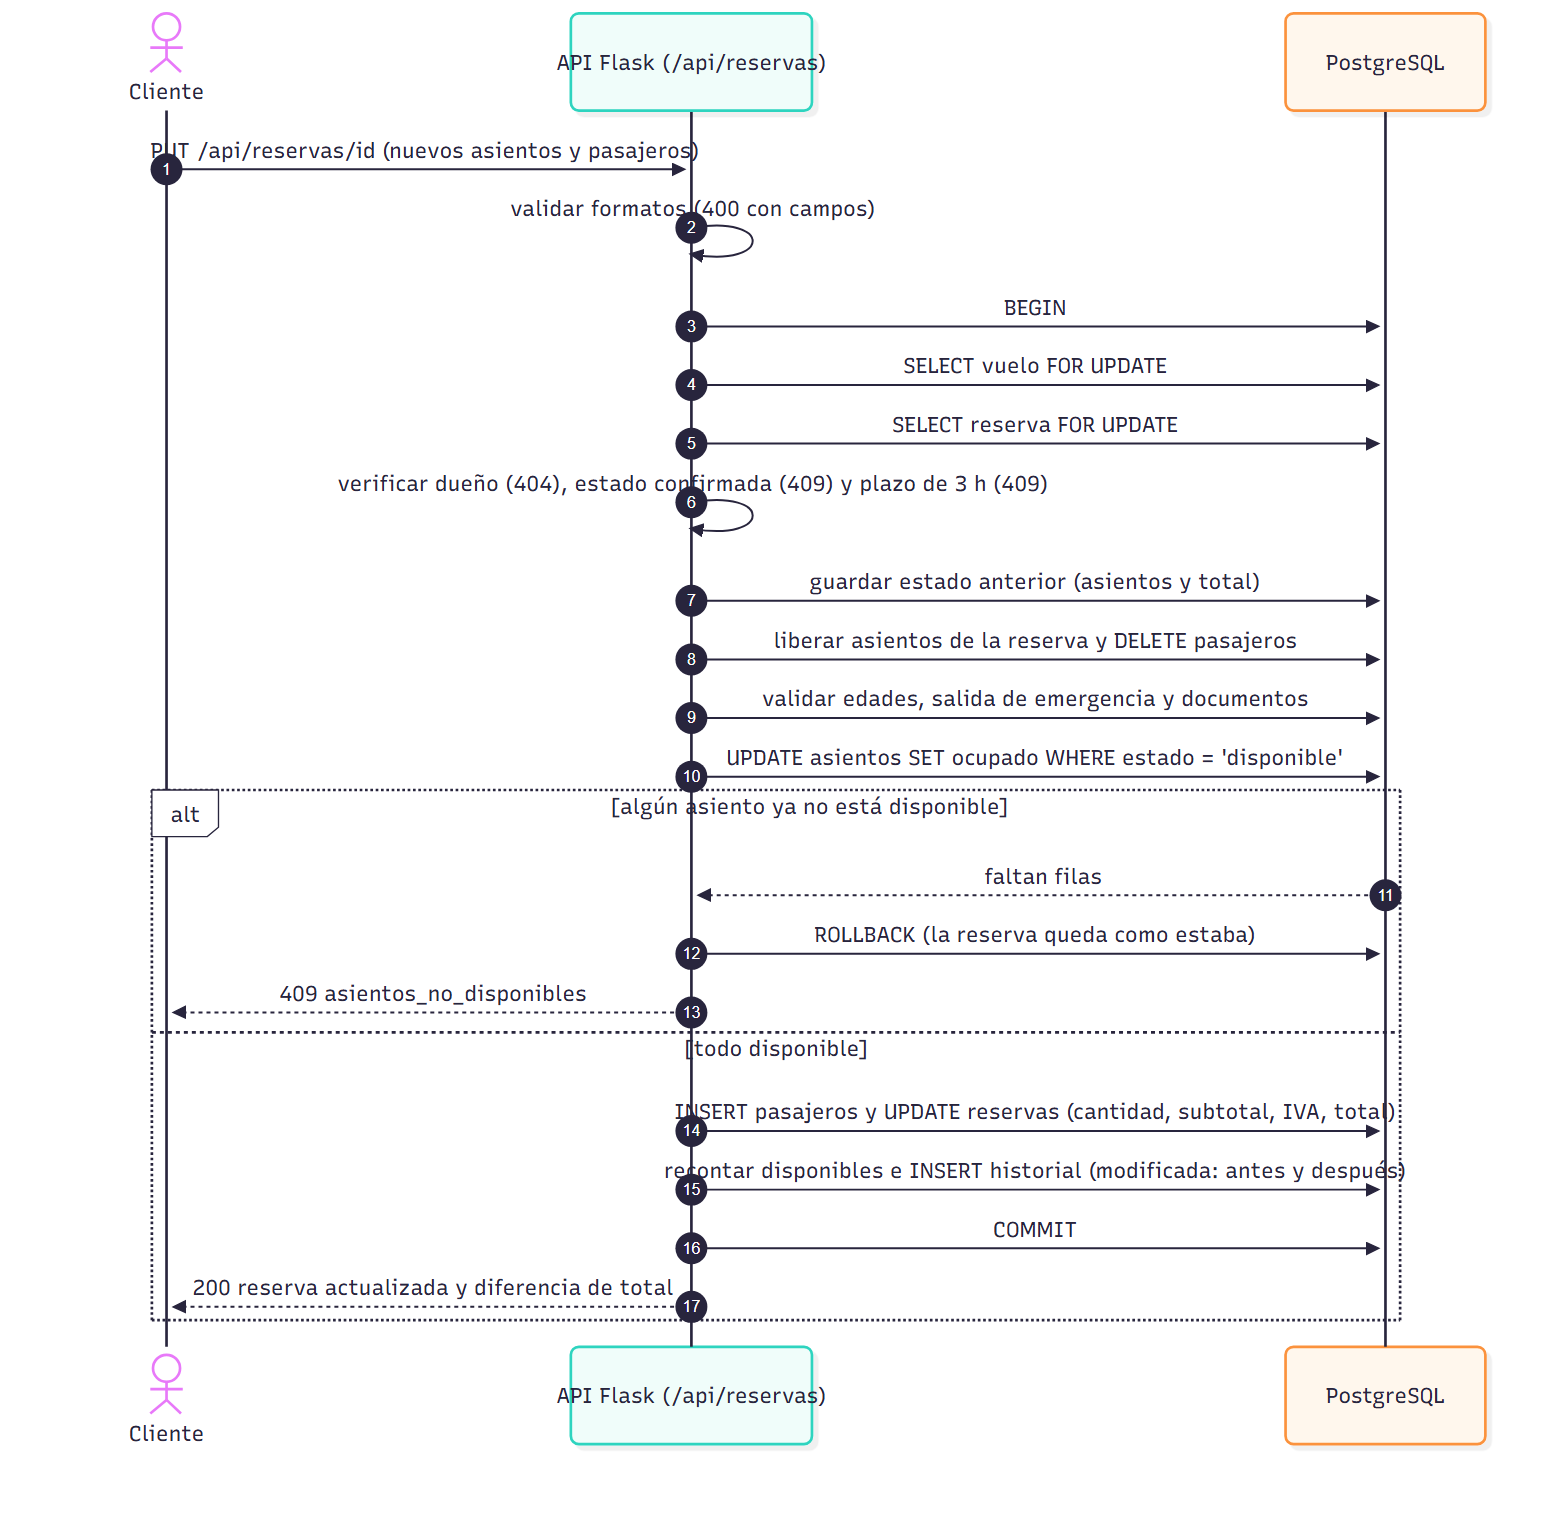 Cliente
API Flask (/api/reservas)
PostgreSQL
PUT /api/reservas/id (nuevos asientos y pasajeros)
1
validar formatos (400 con campos)
2
BEGIN
3
SELECT vuelo FOR UPDATE
4
SELECT reserva FOR UPDATE
5
verificar dueño (404), estado confirmada (409) y plazo de 3 h (409)
6
guardar estado anterior (asientos y total)
7
liberar asientos de la reserva y DELETE pasajeros
8
validar edades, salida de emergencia y documentos
9
UPDATE asientos SET ocupado WHERE estado = 'disponible'
10
alt
[algún asiento ya no está disponible]
faltan filas
11
ROLLBACK (la reserva queda como estaba)
12
409 asientos_no_disponibles
13
[todo disponible]
INSERT pasajeros y UPDATE reservas (cantidad, subtotal, IVA, total)
14
recontar disponibles e INSERT historial (modificada: antes y después)
15
COMMIT
16
200 reserva actualizada y diferencia de total
17
Cliente
API Flask (/api/reservas)
PostgreSQL